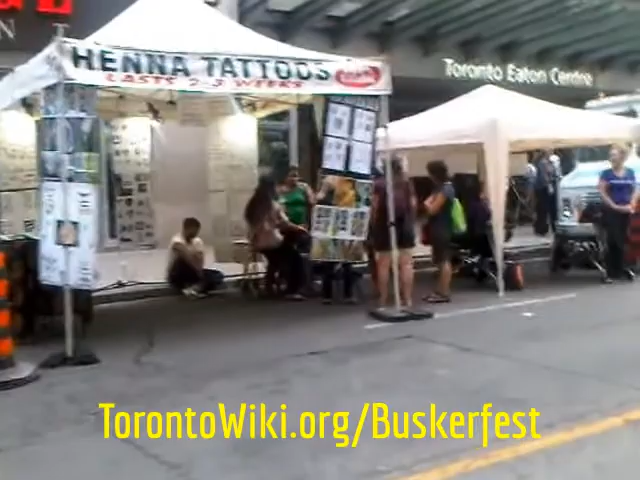 HENNA TATTOOS
LASTS 2-3 WEEKS
Toronto Eaton Centre
TorontoWiki.org/Buskerfest